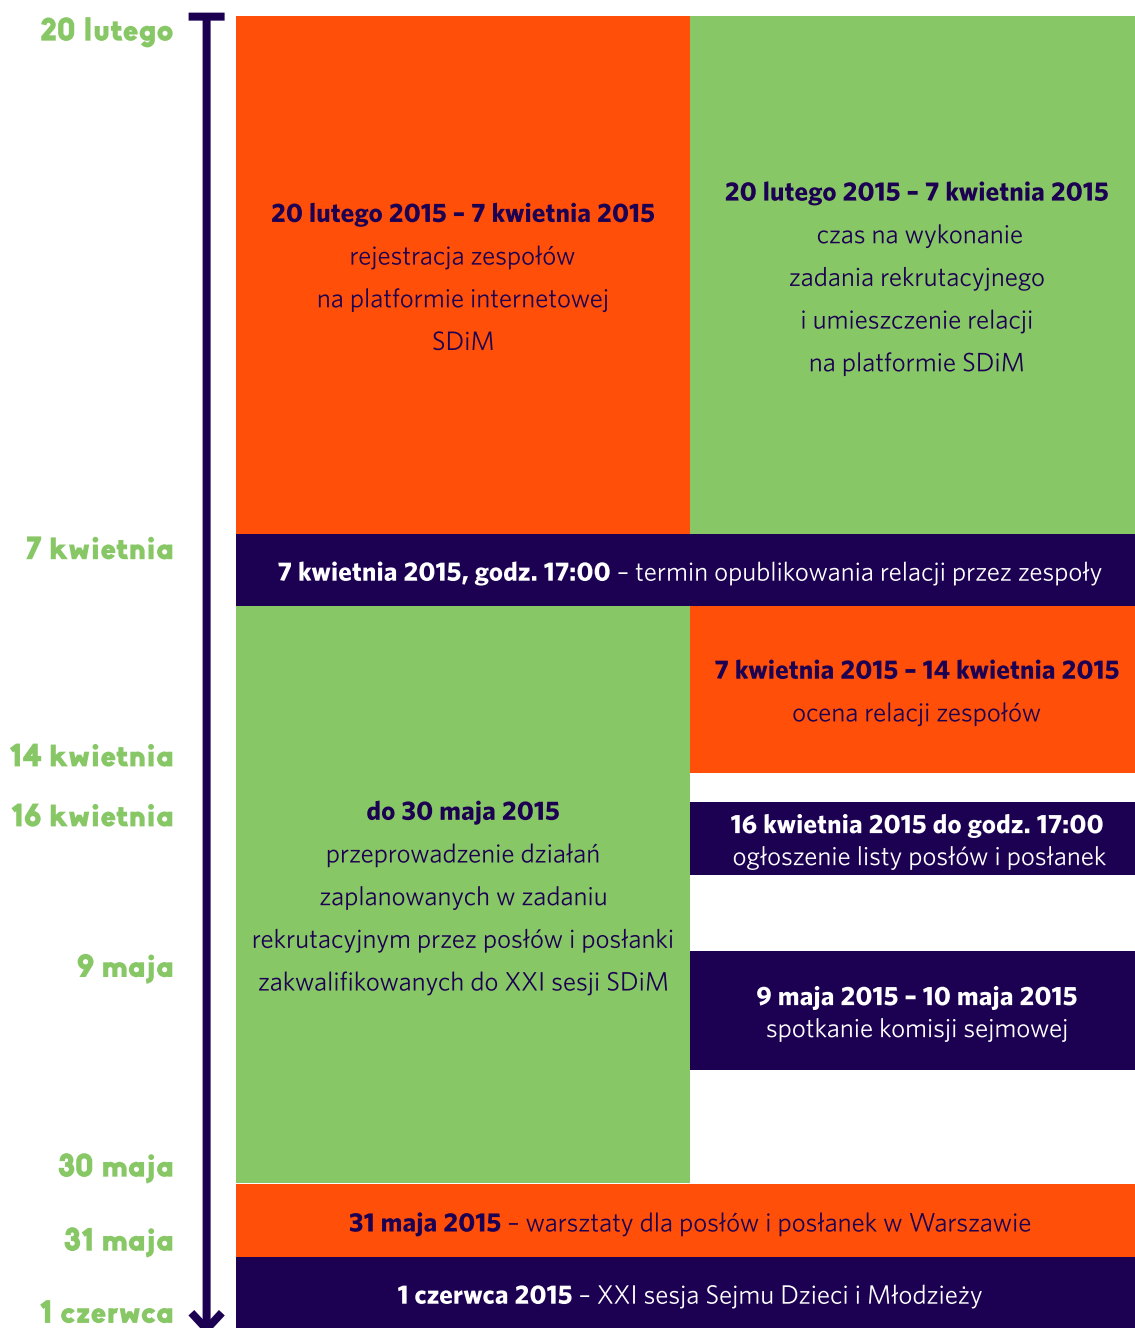 20 lutego
20 lutego 2015 – 7 kwietnia 2015
rejestracja zespołów
na platformie internetowej
SDiM
20 lutego 2015 – 7 kwietnia 2015
czas na wykonanie
zadania rekrutacyjnego
i umieszczenie relacji
na platformie SDiM
7 kwietnia
7 kwietnia 2015, godz. 17:00 – termin opublikowania relacji przez zespoły
7 kwietnia 2015 – 14 kwietnia 2015
ocena relacji zespołów
14 kwietnia
16 kwietnia
do 30 maja 2015
przeprowadzenie działań
zaplanowanych w zadaniu
rekrutacyjnym przez posłów i posłanki
zakwalifikowanych do XXI sesji SDiM
16 kwietnia 2015 do godz. 17:00
ogłoszenie listy posłów i posłanek
9 maja
9 maja 2015 – 10 maja 2015
spotkanie komisji sejmowej
30 maja
31 maja
31 maja 2015 – warsztaty dla posłów i posłanek w Warszawie
1 czerwca
1 czerwca 2015 – XXI sesja Sejmu Dzieci i Młodzieży